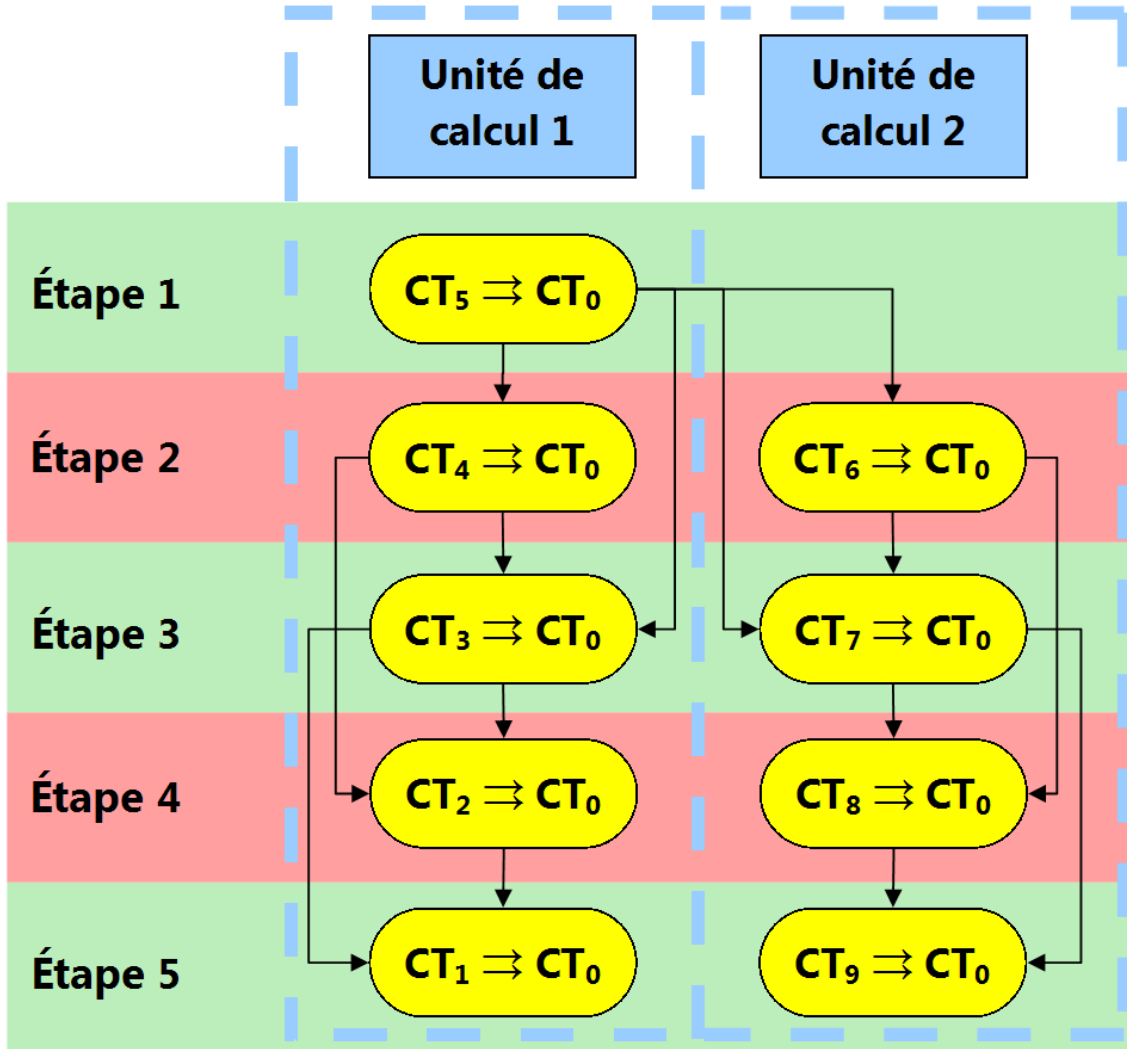 Unité de
calcul 1
Unité de
calcul 2
Étape 1
CT₅ ⇉ CT₀
Étape 2
CT₄ ⇉ CT₀
CT₆ ⇉ CT₀
Étape 3
CT₃ ⇉ CT₀
CT₇ ⇉ CT₀
Étape 4
CT₂ ⇉ CT₀
CT₈ ⇉ CT₀
Étape 5
CT₁ ⇉ CT₀
CT₉ ⇉ CT₀